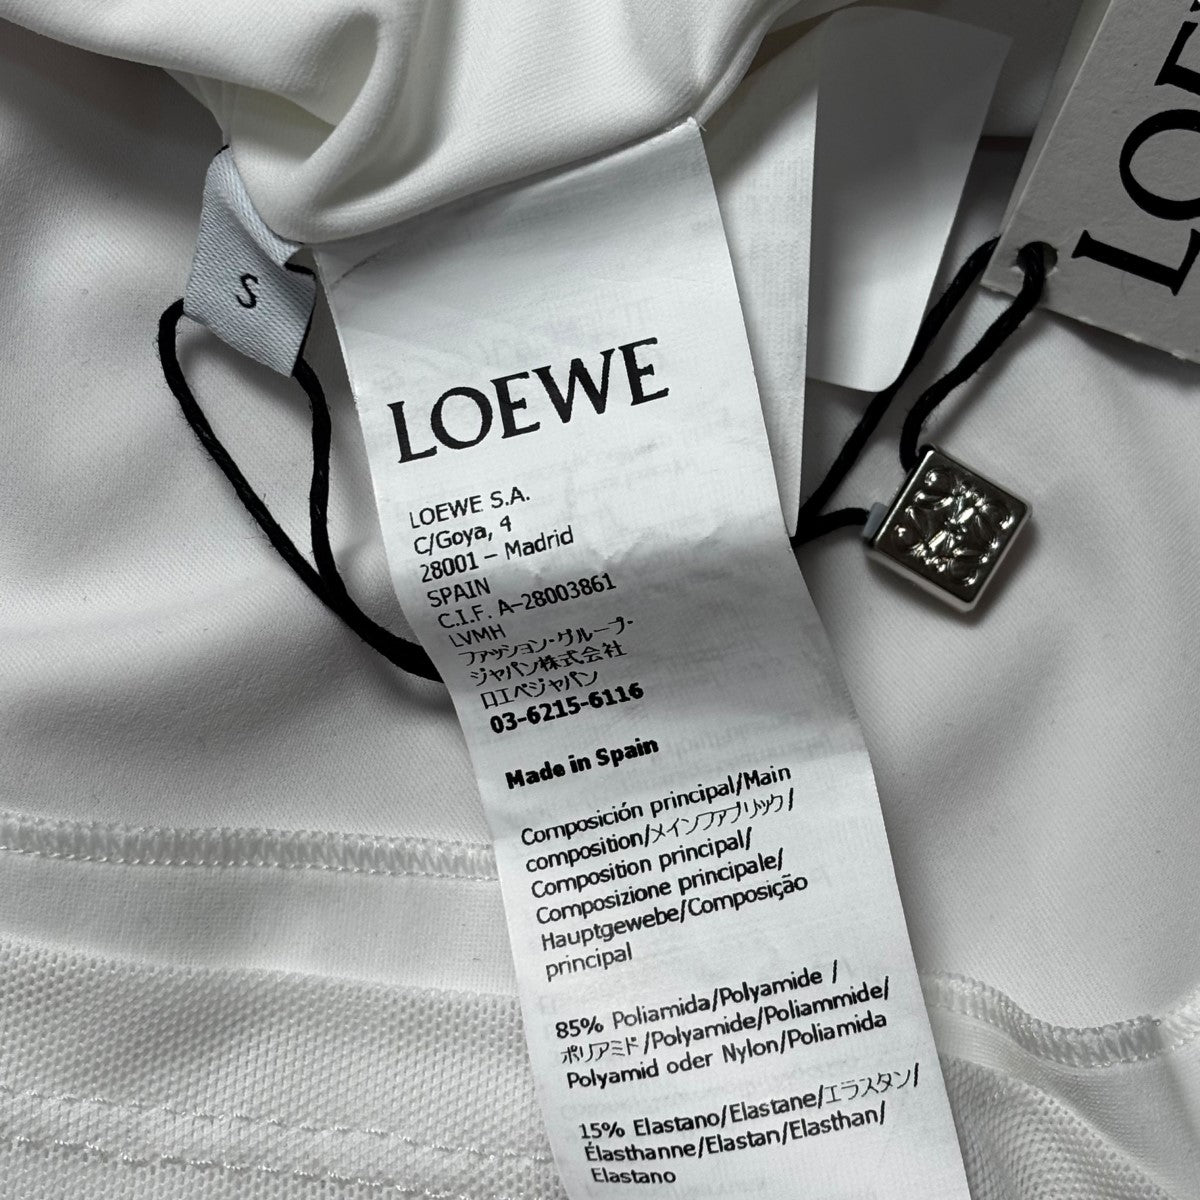 S
LOEWE
LOEWE
LOEWE S.A.
C/Goya, 4
28001 – Madrid
SPAIN
C.I.F. A-28003861
LVMH
ファッション・グループ・
ジャパン株式会社
ロエベジャパン
03-6215-6116
Made in Spain
Composición principal/Main
composition/メインファブリック/
Composition principal/
Composizione principale/
Hauptgewebe/Composição
principal
85% Poliamida/Polyamide /
ポリアミド/Polyamide/Poliammide/
Polyamid oder Nylon/Poliamida
15% Elastano/Elastane/エラスタン/
Élasthanne/Elastan/Elasthan/
Elastano